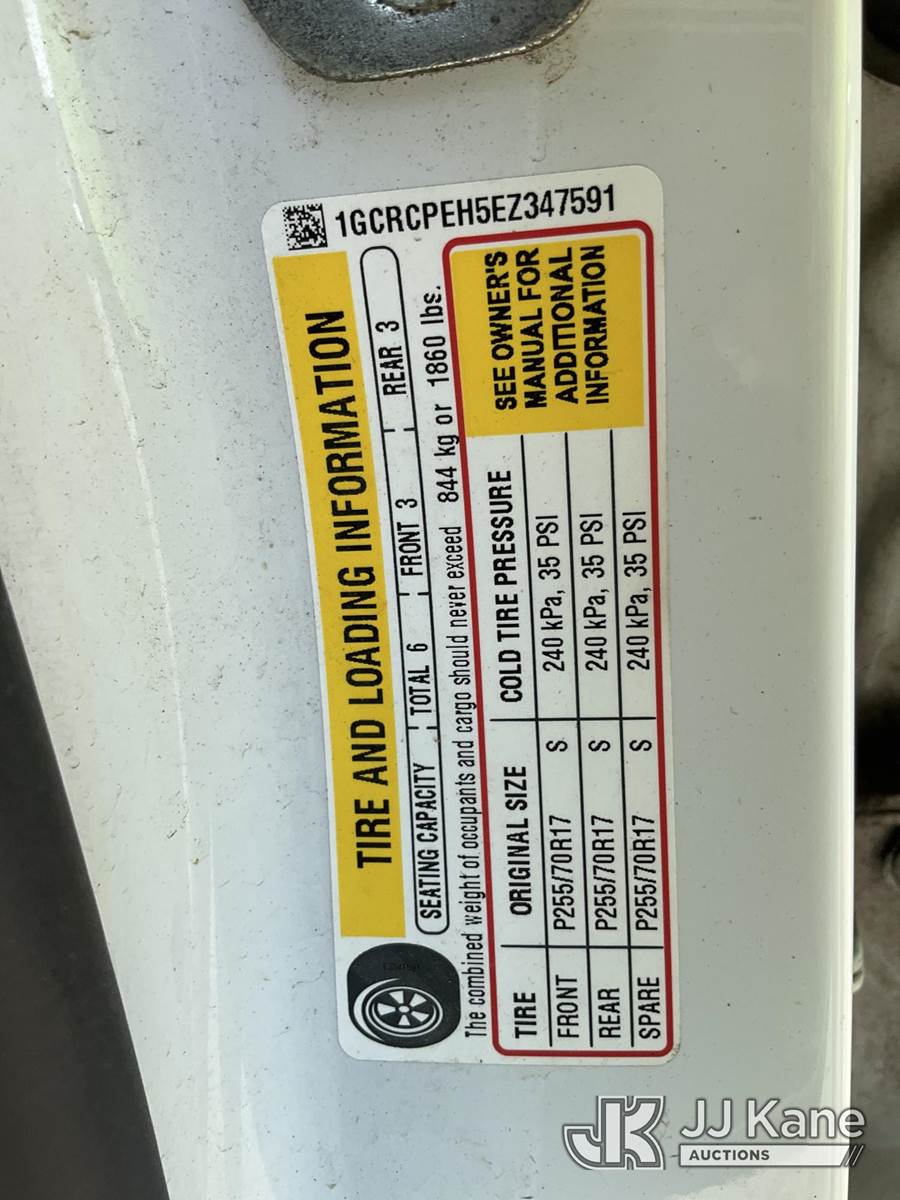 1GCRCPEH5EZ347591
TIRE AND LOADING INFORMATION
SEATING CAPACITY TOTAL 6 FRONT 3 REAR 3
The combined weight of occupants and cargo should never exceed 844 kg or 1860 lbs.
TIRE ORIGINAL SIZE COLD TIRE PRESSURE
FRONT P255/70R17 S 240 kPa, 35 PSI
REAR P255/70R17 S 240 kPa, 35 PSI
SPARE P255/70R17 S 240 kPa, 35 PSI
SEE OWNER'S
MANUAL FOR
ADDITIONAL
INFORMATION
JK JJ Kane
AUCTIONS